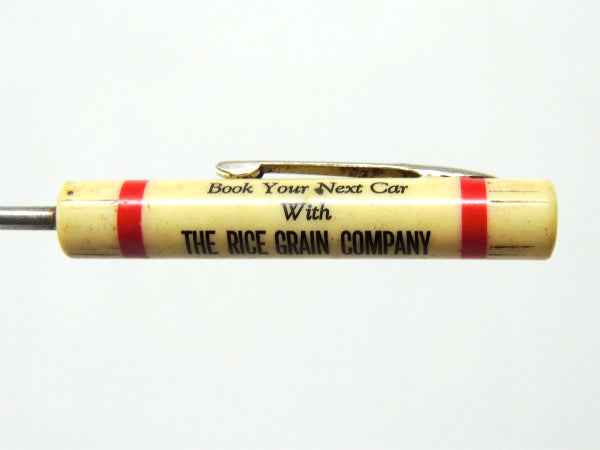 Book Your Next Car
With
THE RICE GRAIN COMPANY